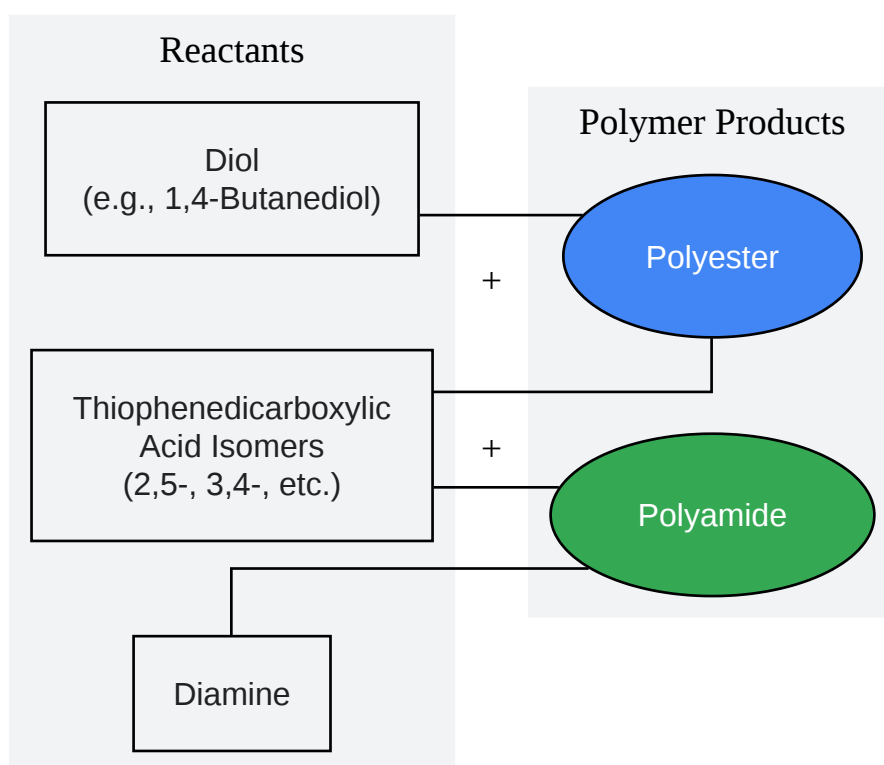 Reactants
Diol
(e.g., 1,4-Butanediol)
Thiophenedicarboxylic
Acid Isomers
(2,5-, 3,4-, etc.)
Diamine
+
+
Polymer Products
Polyester
Polyamide